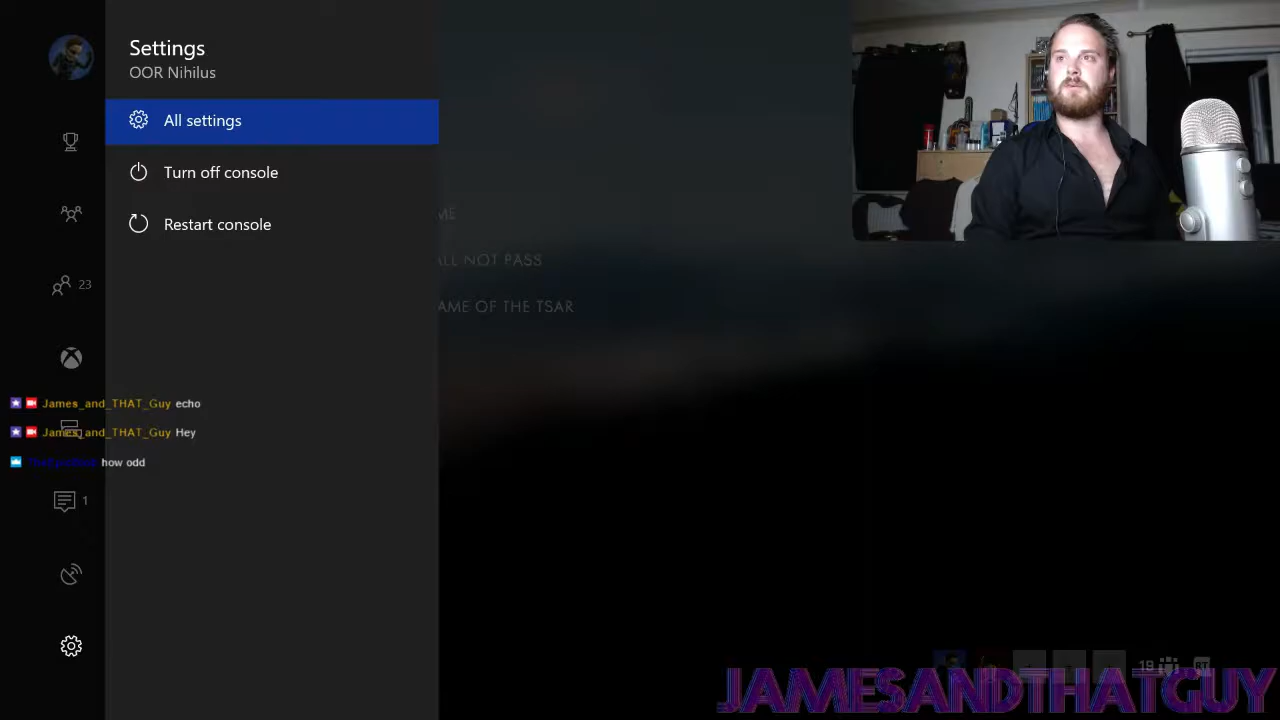 Settings
OOR Nihilus
All settings
Turn off console
Restart console
ALL NOT PASS
AME OF THE TSAR
23
James_and_THAT_Guy echo
James_and_THAT_Guy Hey
how odd
1
19
JAMESANDTHATGUY